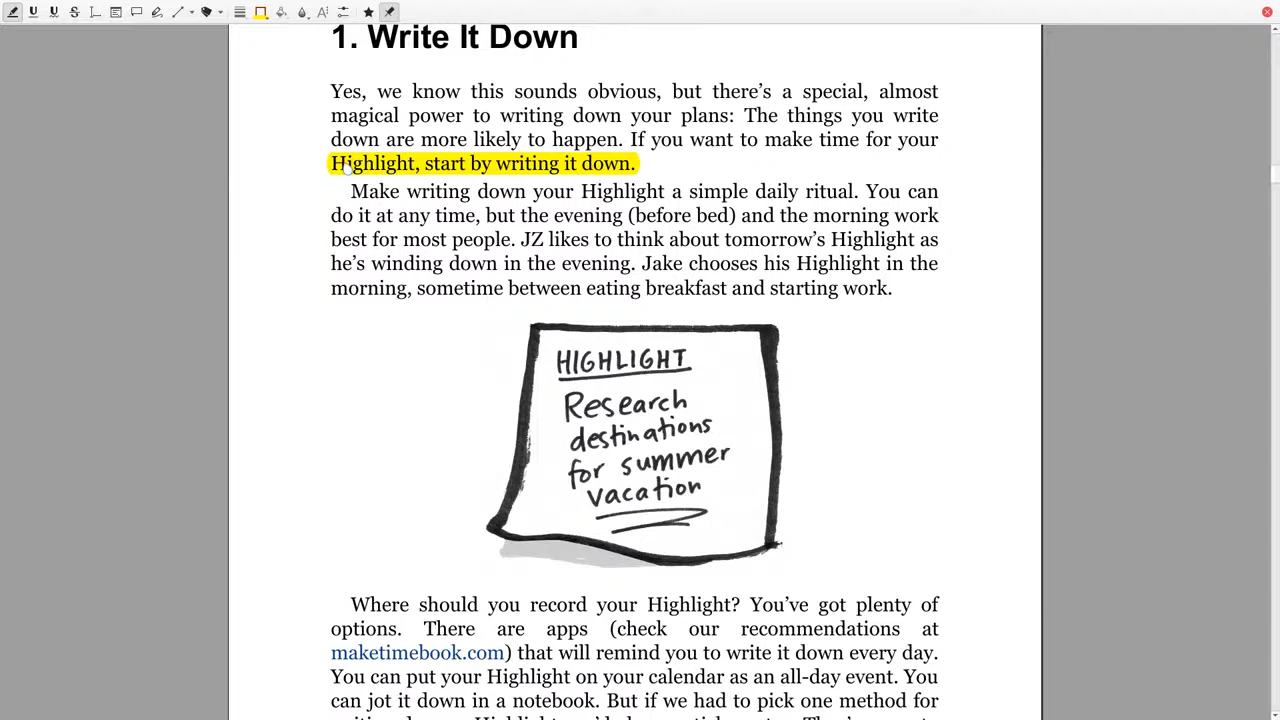 1. Write It Down
Yes, we know this sounds obvious, but there’s a special, almost
magical power to writing down your plans: The things you write
down are more likely to happen. If you want to make time for your
Highlight, start by writing it down.
Make writing down your Highlight a simple daily ritual. You can
do it at any time, but the evening (before bed) and the morning work
best for most people. JZ likes to think about tomorrow’s Highlight as
he’s winding down in the evening. Jake chooses his Highlight in the
morning, sometime between eating breakfast and starting work.
HIGHLIGHT
Research
destinations
for summer
vacation
Where should you record your Highlight? You’ve got plenty of
options. There are apps (check our recommendations at
maketimebook.com) that will remind you to write it down every day.
You can put your Highlight on your calendar as an all-day event. You
can jot it down in a notebook. But if we had to pick one method for